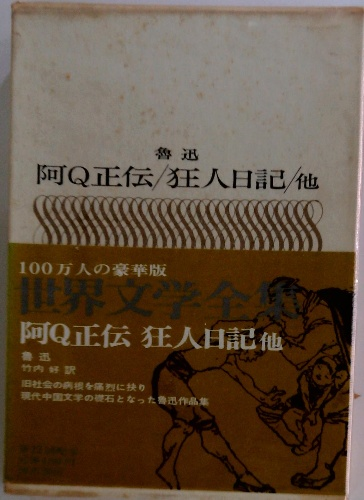 魯迅
阿Q正伝/狂人日記/他
100万人の豪華版
世界文学全集
阿Q正伝 狂人日記他
魯迅
竹内好訳
旧社会の病根を痛烈に抉り
現代中国文学の礎石となった魯迅作品集